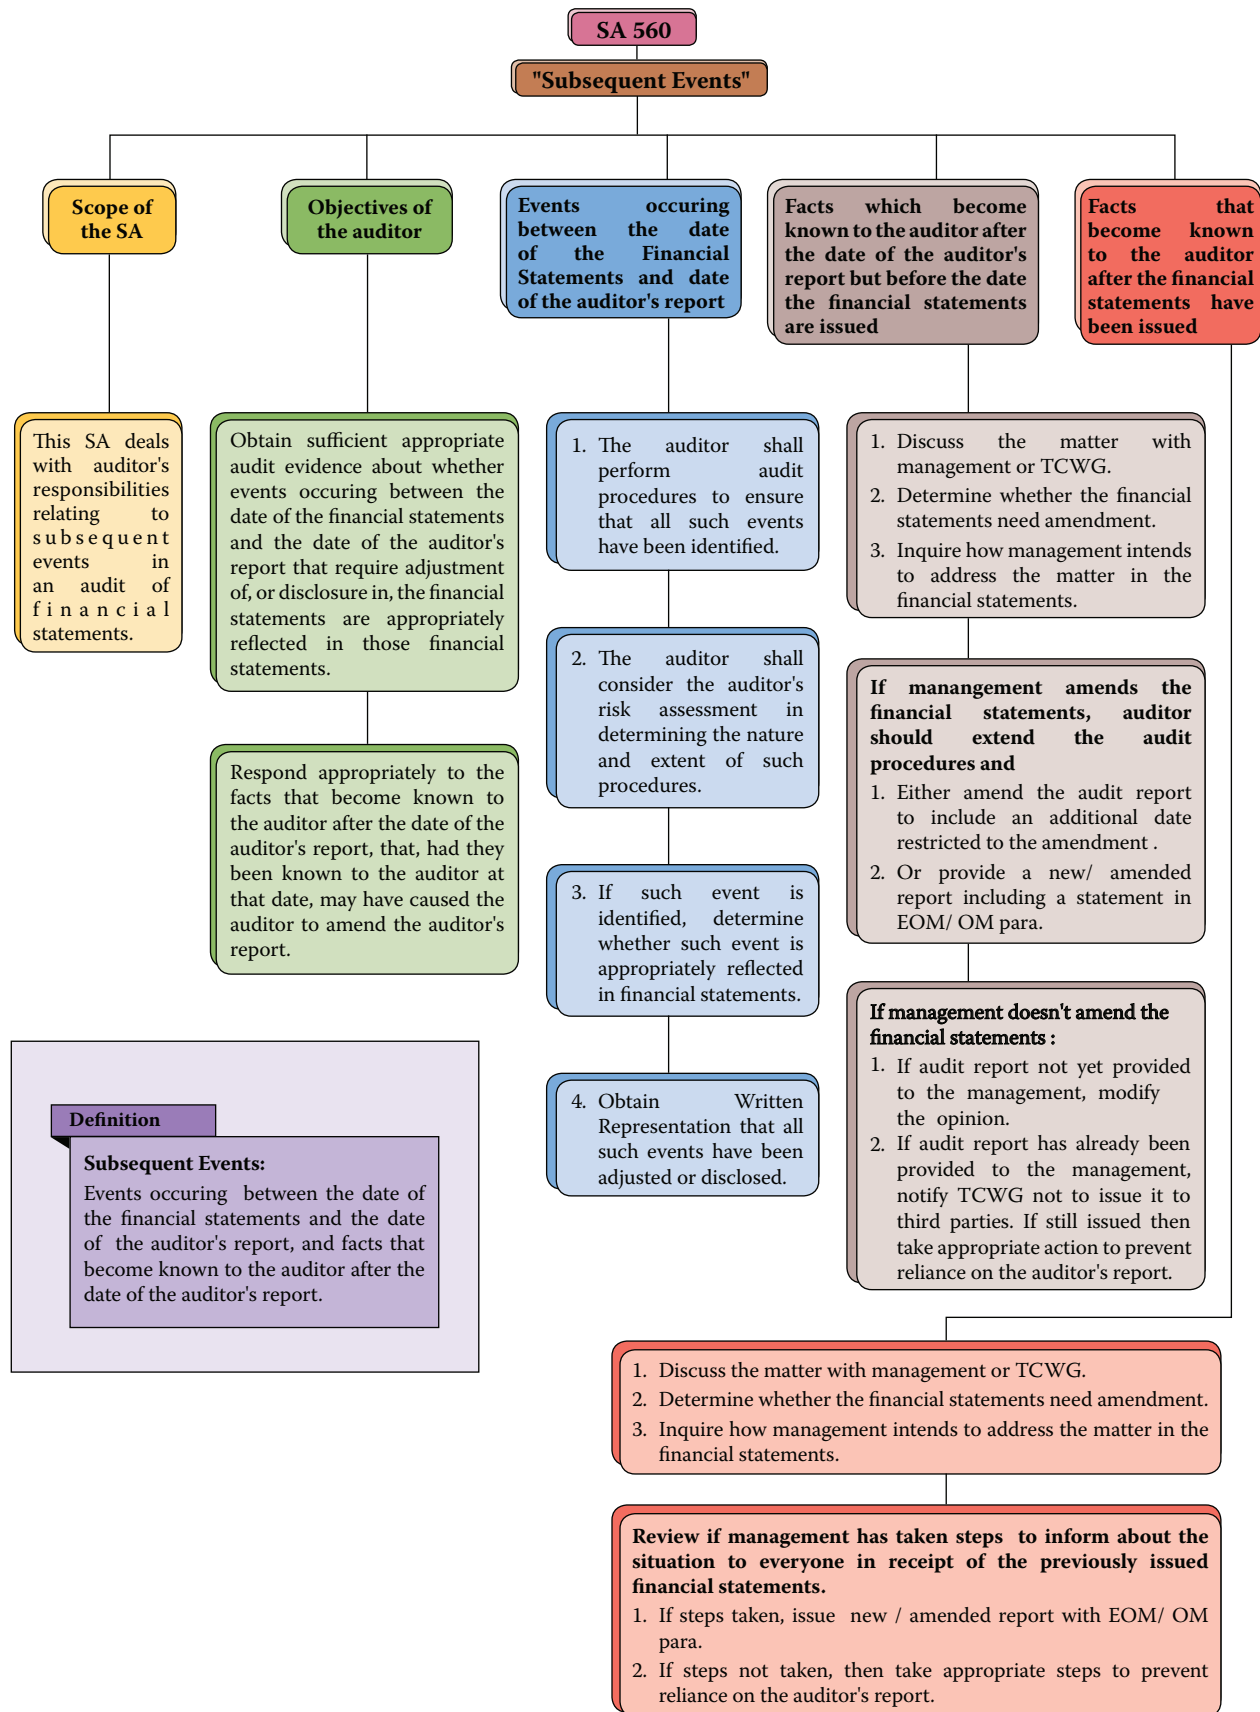 SA 560
"Subsequent Events"
Scope of
the SA
This SA deals
with auditor's
responsibilities
relating to
subsequent
events in
an audit of
financial
statements.
Objectives of
the auditor
Obtain sufficient appropriate
audit evidence about whether
events occuring between the
date of the financial statements
and the date of the auditor's
report that require adjustment
of, or disclosure in, the financial
statements are appropriately
reflected in those financial
statements.
Respond appropriately to the
facts that become known to
the auditor after the date of the
auditor's report, that, had they
been known to the auditor at
that date, may have caused the
auditor to amend the auditor's
report.
Events occuring
between the date
of the Financial
Statements and date
of the auditor's report
1. The auditor shall
perform audit
procedures to ensure
that all such events
have been identified.
2. The auditor shall
consider the auditor's
risk assessment in
determining the nature
and extent of such
procedures.
3. If such event is
identified, determine
whether such event is
appropriately reflected
in financial statements.
4. Obtain Written
Representation that all
such events have been
adjusted or disclosed.
Facts which become
known to the auditor after
the date of the auditor's
report but before the date
the financial statements
are issued
1. Discuss the matter with
management or TCWG.
2. Determine whether the financial
statements need amendment.
3. Inquire how management intends
to address the matter in the
financial statements.
If manangement amends the
financial statements, auditor
should extend the audit
procedures and
1. Either amend the audit report
to include an additional date
restricted to the amendment .
2. Or provide a new/ amended
report including a statement in
EOM/ OM para.
If management doesn't amend the
financial statements :
1. If audit report not yet provided
to the management, modify
the opinion.
2. If audit report has already been
provided to the management,
notify TCWG not to issue it to
third parties. If still issued then
take appropriate action to prevent
reliance on the auditor's report.
Facts that
become known
to the auditor
after the financial
statements have
been issued
1. Discuss the matter with management or TCWG.
2. Determine whether the financial statements need amendment.
3. Inquire how management intends to address the matter in the
financial statements.
Review if management has taken steps to inform about the
situation to everyone in receipt of the previously issued
financial statements.
1. If steps taken, issue new / amended report with EOM/ OM
para.
2. If steps not taken, then take appropriate steps to prevent
reliance on the auditor's report.
Definition
Subsequent Events:
Events occuring between the date of
the financial statements and the date
of the auditor's report, and facts that
become known to the auditor after the
date of the auditor's report.